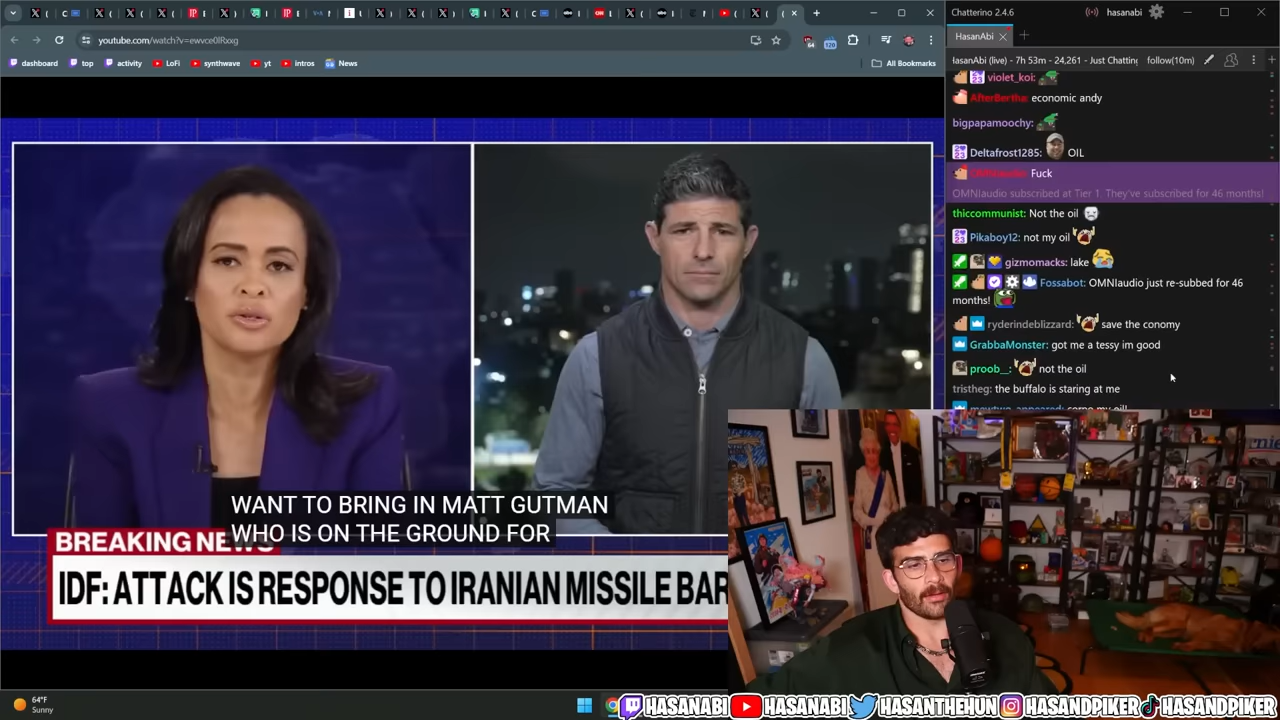 Chatterino 2.4.6
hasanabi
HasanAbi
youtube.com/watch?v=ewvce0lRxxg
64
120
dashboard
top
activity
LoFi
synthwave
yt
intros
News
All Bookmarks
(live) - 7h 53m - 24,261 - Just Chatting
follow(10m)
violet_koi:
AfterBertha: economic andy
bigpapamoochy:
Deltafrost1285: OIL
OMNIaudio: Fuck
OMNIaudio subscribed at Tier 1. They've subscribed for 46 months!
thiccommunist: Not the oil
Pikaboy12: not my oil
gizmomacks: lake
Fossabot: OMNIaudio just re-subbed for 46
months!
ryderindeblizzard: save the conomy
GrabbaMonster: got me a tessy im good
proob__: not the oil
tristheg: the buffalo is staring at me
WANT TO BRING IN MATT GUTMAN
WHO IS ON THE GROUND FOR
BREAKING NEWS
IDF: ATTACK IS RESPONSE TO IRANIAN MISSILE BAR
64°F
Sunny
HASANABI
HASANABI
HASANTHEHUN
HASANDPIKER
HASANDPIKER